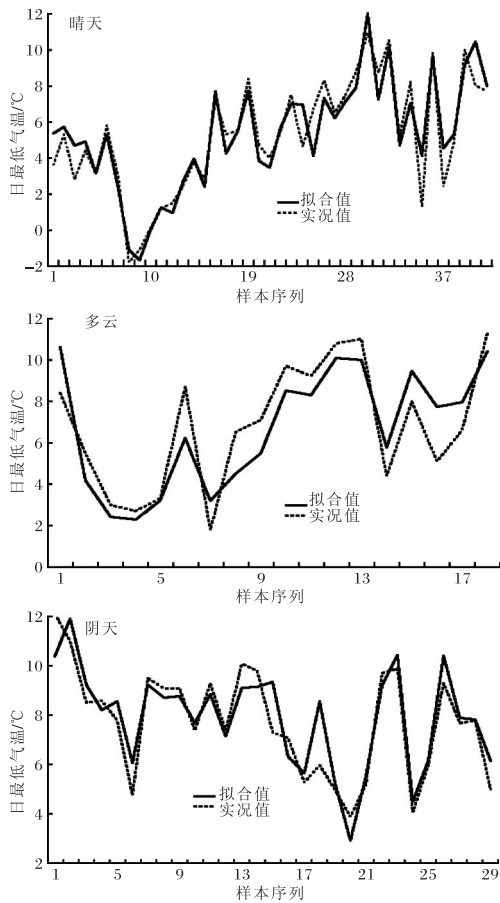 晴天
12
10
8
6
4
2
0
-2
日最低气温/℃
拟合值
实况值
1 10 19 28 37
样本序列
多云
12
10
8
6
4
2
0
日最低气温/℃
拟合值
实况值
1 5 9 13 17
样本序列
阴天
12
10
8
6
4
2
日最低气温/℃
拟合值
实况值
1 5 9 13 17 21 25 29
样本序列